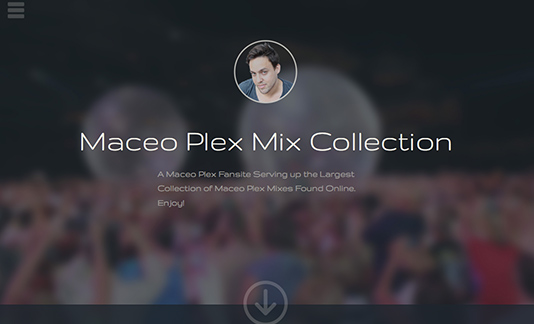 Maceo Plex Mix Collection
A Maceo Plex Fansite Serving up the Largest
Collection of Maceo Plex Mixes Found Online.
Enjoy!